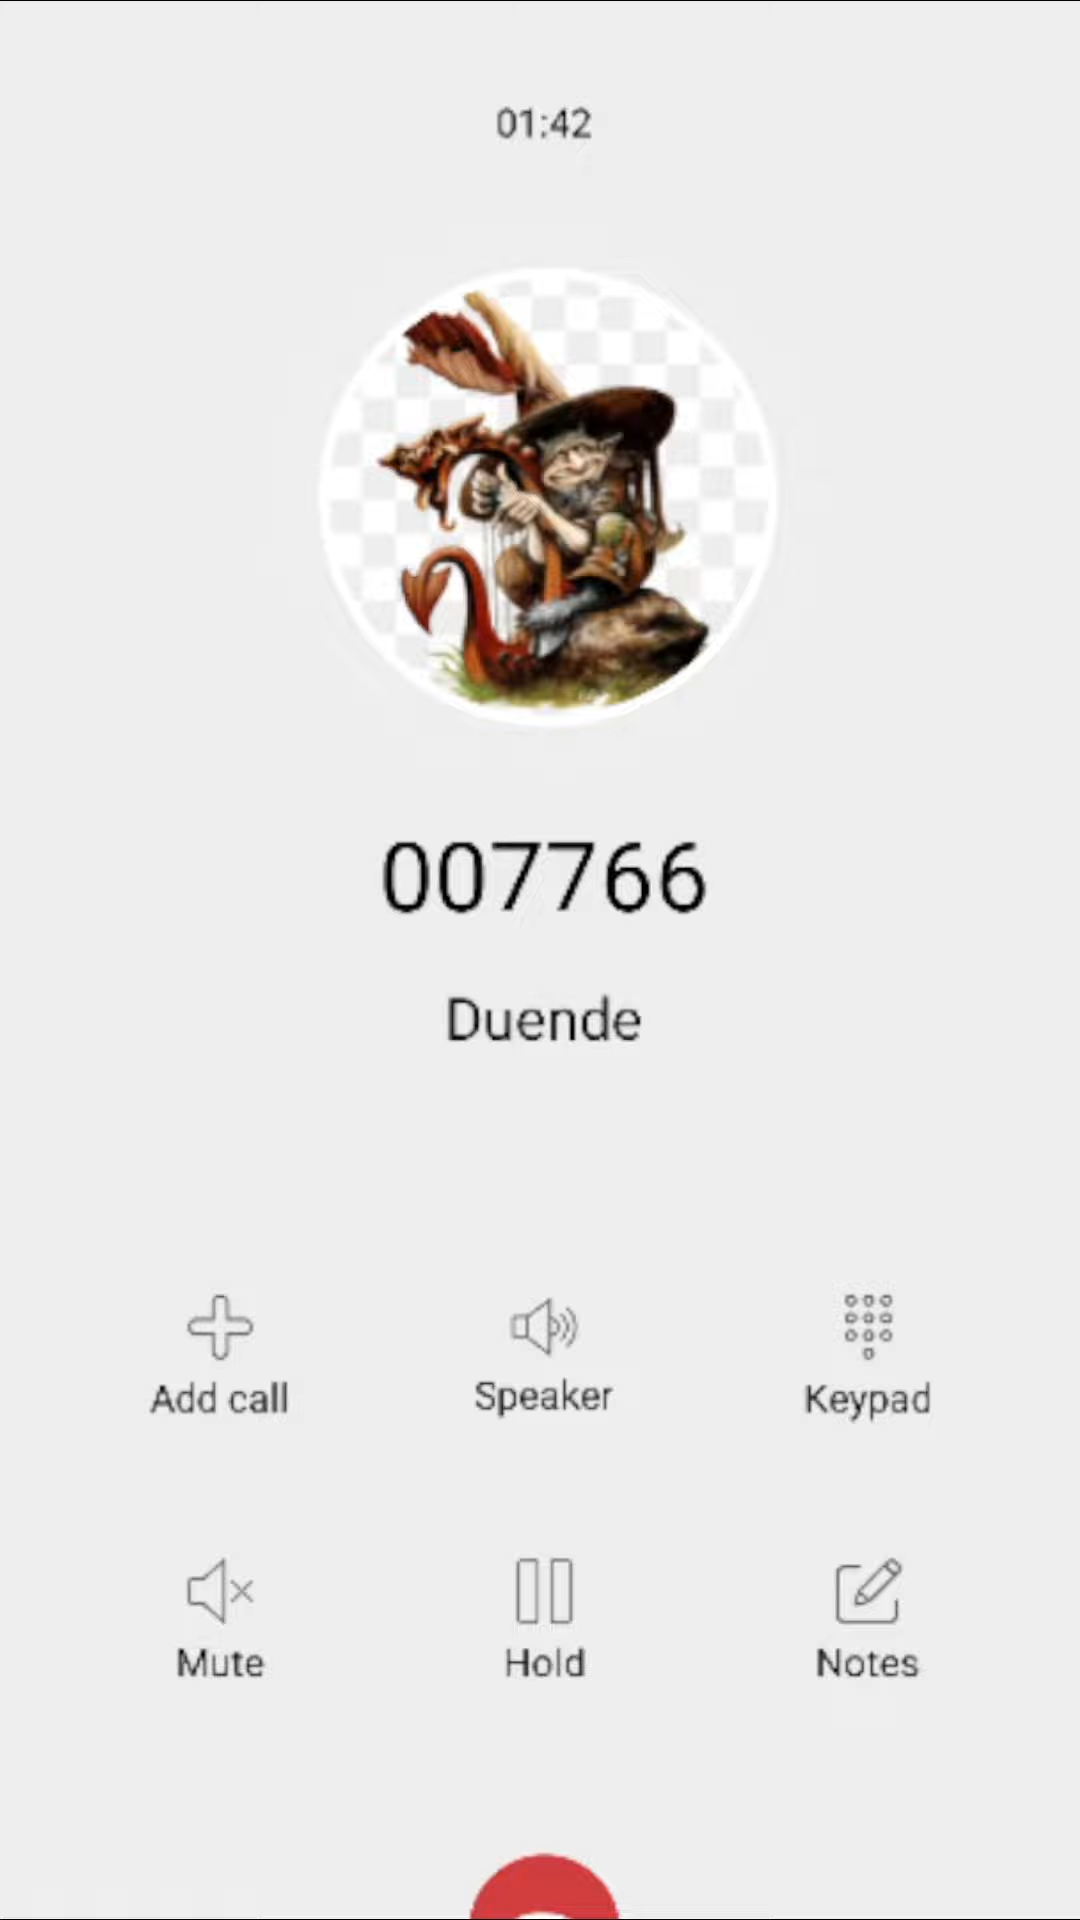 01:42
007766
Duende
Add call
Speaker
Keypad
Mute
Hold
Notes